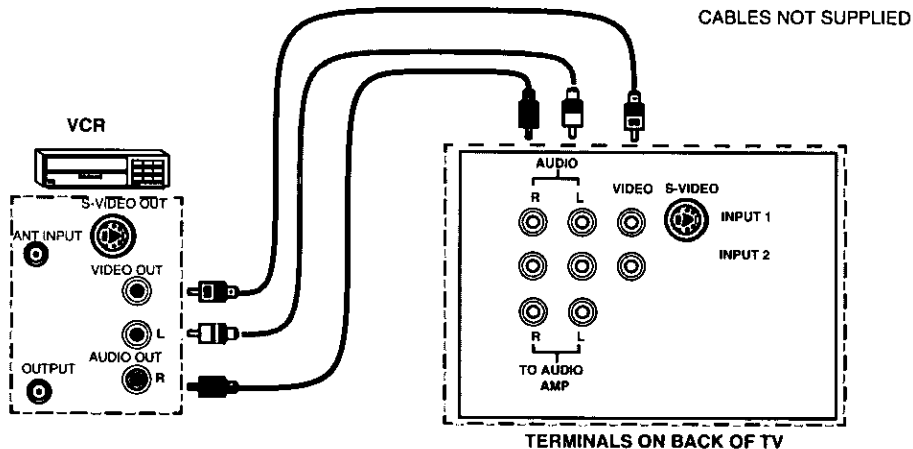 CABLES NOT SUPPLIED
VCR
S-VIDEO OUT
ANT INPUT
VIDEO OUT
L
AUDIO OUT
R
OUTPUT
AUDIO
R L VIDEO S-VIDEO
INPUT 1
INPUT 2
R L
TO AUDIO
AMP
TERMINALS ON BACK OF TV